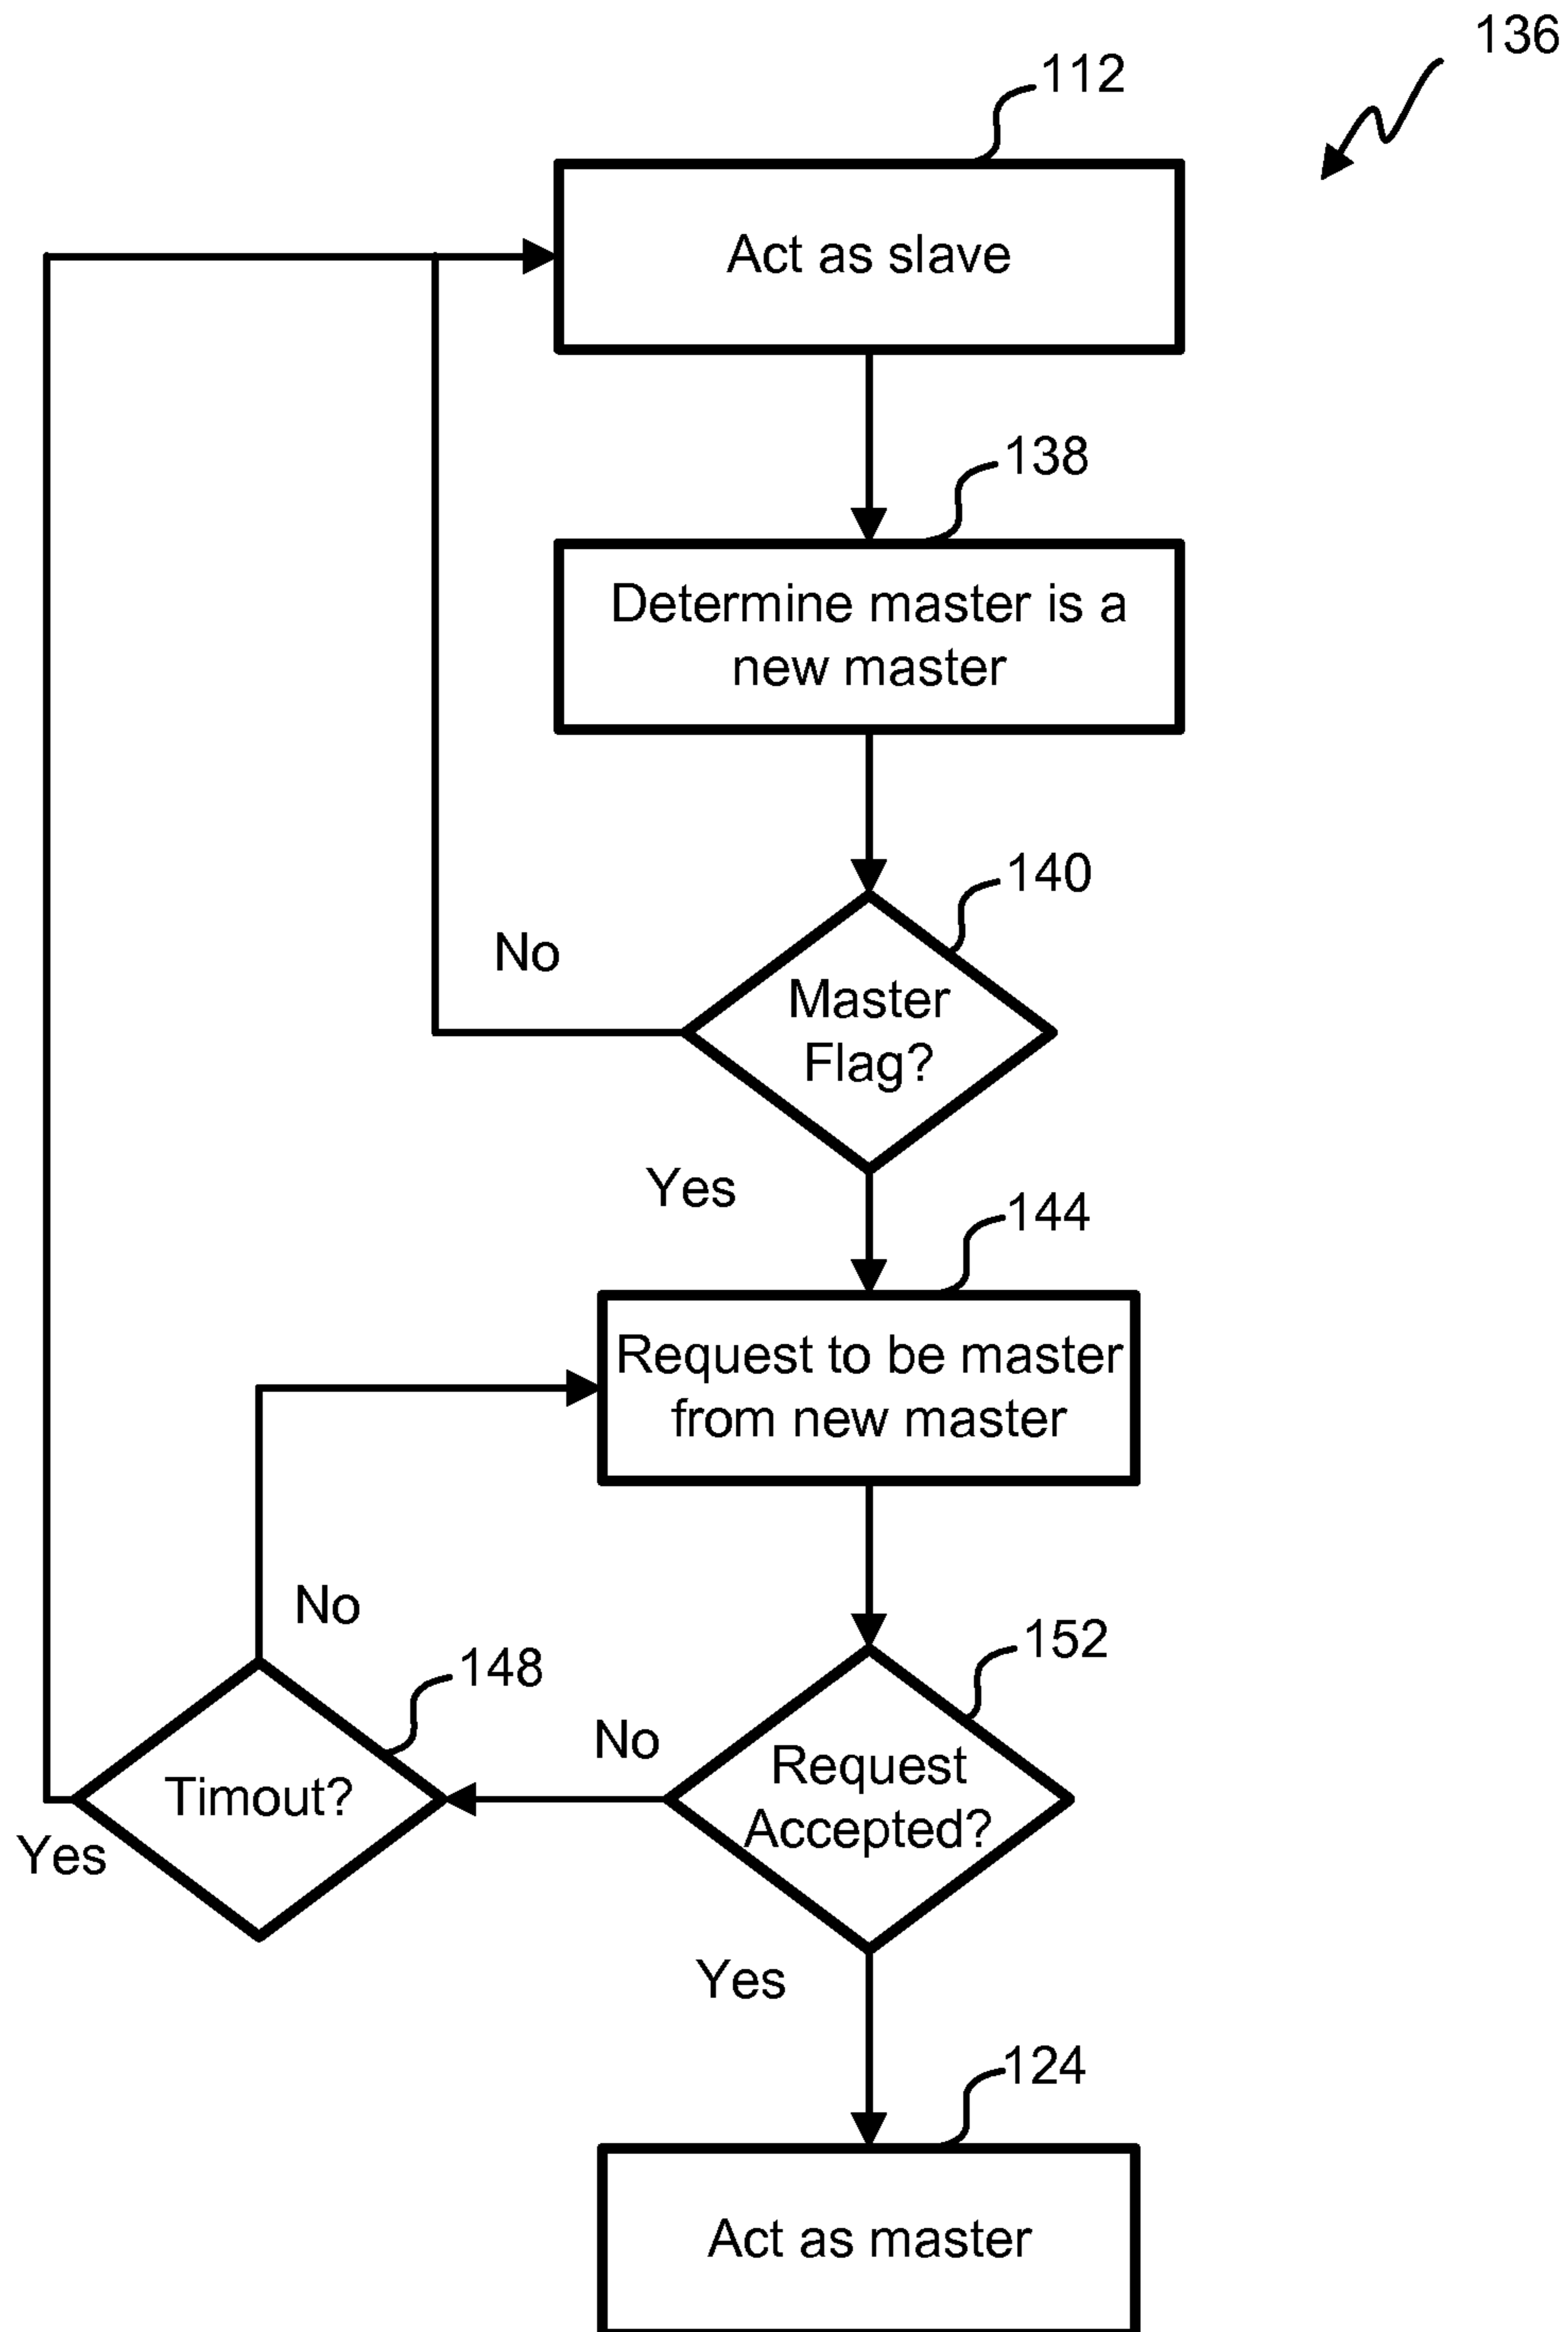 136
112
Act as slave
138
Determine master is a
new master
140
No
Master
Flag?
Yes
144
Request to be master
from new master
No
152
148
No
Request
Accepted?
Timout?
Yes
Yes
124
Act as master